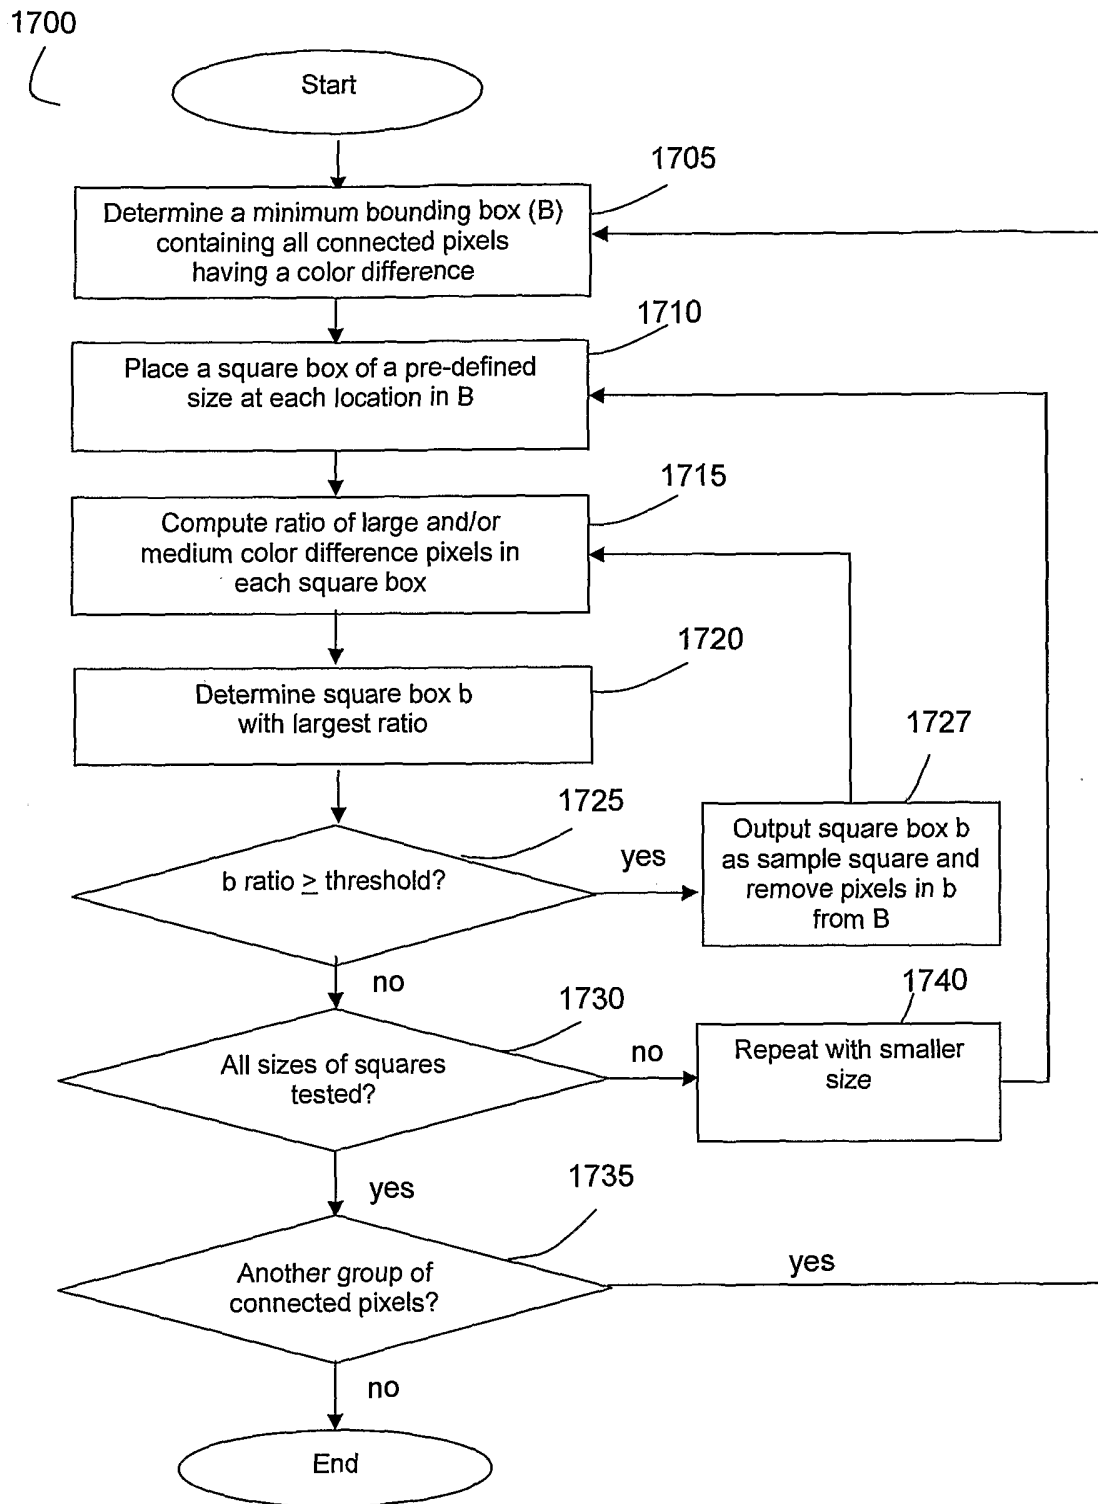 1700
Start
1705
Determine a minimum bounding box (B)
containing all connected pixels
having a color difference
1710
Place a square box of a pre-defined
size at each location in B
1715
Compute ratio of large and/or
medium color difference pixels in
each square box
1720
Determine square box b
with largest ratio
1727
1725
b ratio ≥ threshold?
yes
Output square box b
as sample square and
remove pixels in b
from B
no
1730
1740
All sizes of squares
tested?
no
Repeat with smaller
size
yes
1735
Another group of
connected pixels?
yes
no
End